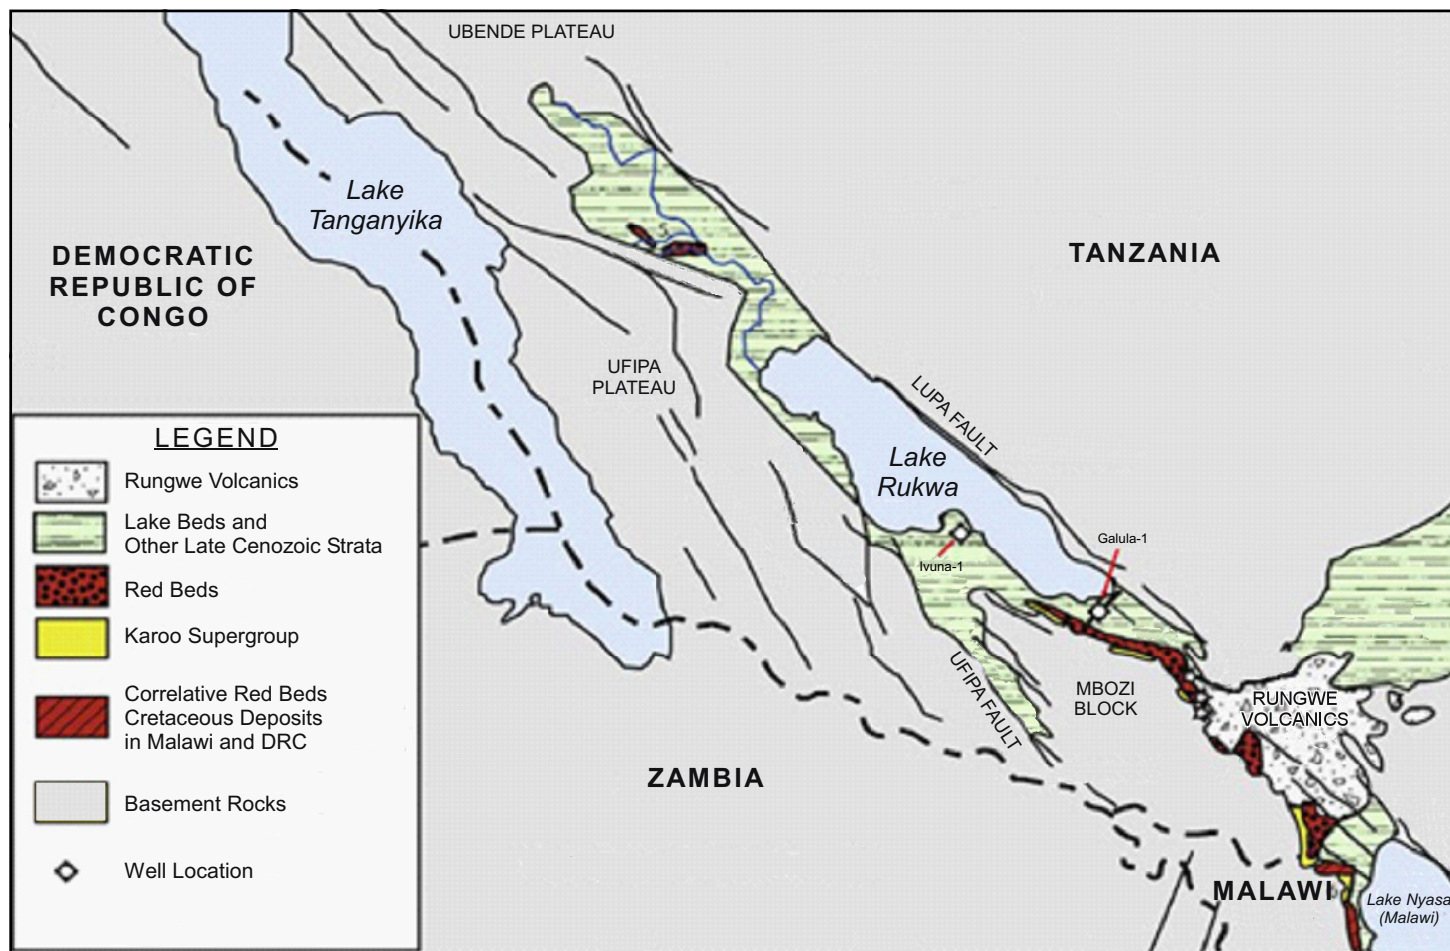 UBENDE PLATEAU
Lake
Tanganyika
DEMOCRATIC
REPUBLIC OF
CONGO
TANZANIA
UFIPA
PLATEAU
LUPA FAULT
Lake
Rukwa
Galula-1
Ivuna-1
UFIPA FAULT
MBOZI
BLOCK
RUNGWE
VOLCANICS
ZAMBIA
MALAWI
Lake Nyasa
(Malawi)
LEGEND
Rungwe Volcanics
Lake Beds and
Other Late Cenozoic Strata
Red Beds
Karoo Supergroup
Correlative Red Beds
Cretaceous Deposits
in Malawi and DRC
Basement Rocks
Well Location